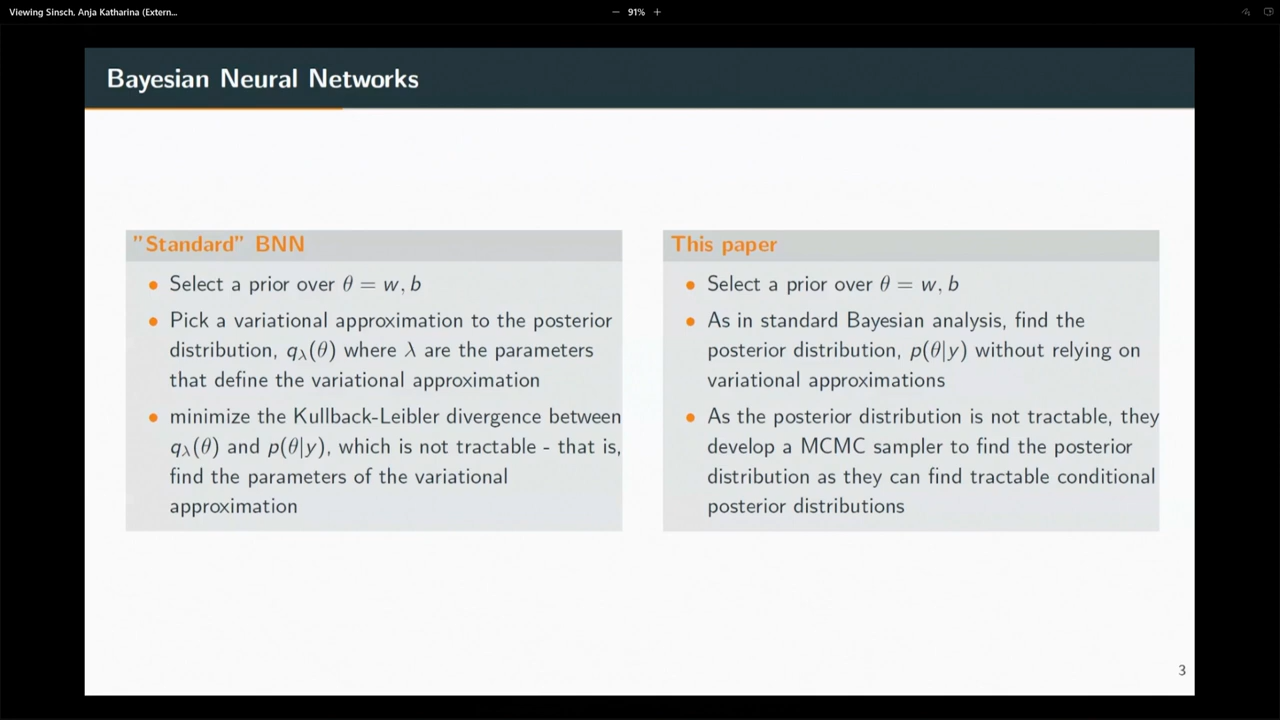 Viewing Sinsch, Anja Katharina (Extern...
− 91% +
Bayesian Neural Networks
"Standard" BNN
• Select a prior over θ = w, b
• Pick a variational approximation to the posterior
distribution, qλ(θ) where λ are the parameters
that define the variational approximation
• minimize the Kullback-Leibler divergence between
qλ(θ) and p(θ|y), which is not tractable - that is,
find the parameters of the variational
approximation
This paper
• Select a prior over θ = w, b
• As in standard Bayesian analysis, find the
posterior distribution, p(θ|y) without relying on
variational approximations
• As the posterior distribution is not tractable, they
develop a MCMC sampler to find the posterior
distribution as they can find tractable conditional
posterior distributions
3